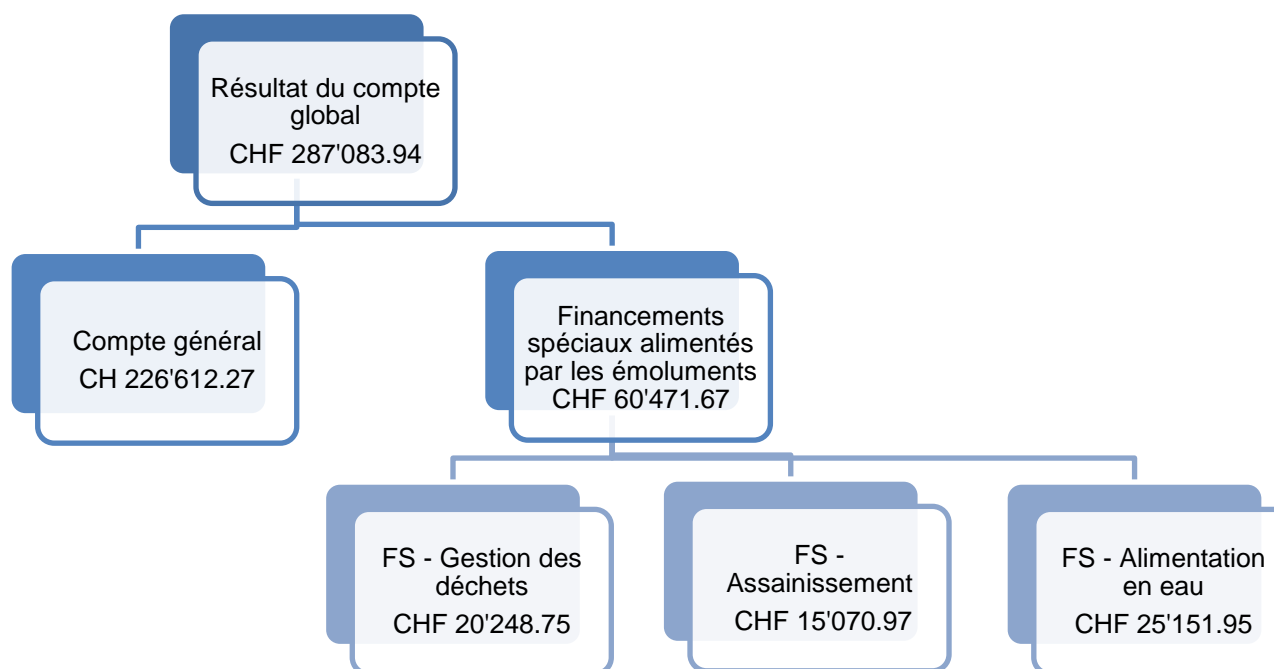 Résultat du compte
global
CHF 287'083.94
Compte général
CH 226'612.27
Financements
spéciaux alimentés
par les émoluments
CHF 60'471.67
FS - Gestion des
déchets
CHF 20'248.75
FS -
Assainissement
CHF 15'070.97
FS - Alimentation
en eau
CHF 25'151.95